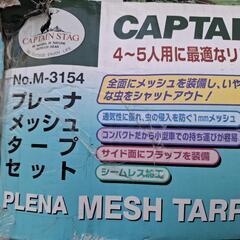 CAPTAIN STAG
CAPTA
4〜5人用に最適なリ
No.M-3154
プレーナ
メッシュ
タープ
セット
全面にメッシュを装備し、いや
な虫をシャットアウト!
通気性に優れ、虫の侵入を防ぐ1mmメッシュ
コンパクトだから小型車での持ち運びが容易
サイド面にフラップを装備
シームレス加工
PLENA MESH TARP